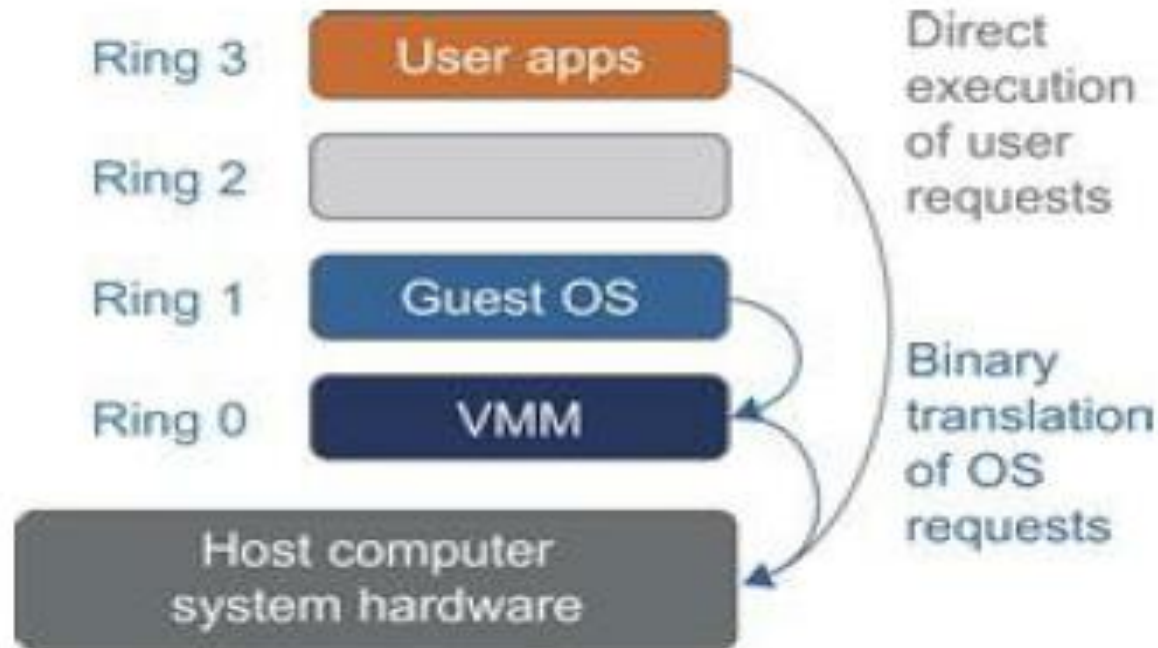 Ring 3
User apps
Direct
execution
of user
requests
Ring 2
Ring 1
Guest OS
Ring 0
VMM
Binary
translation
of OS
requests
Host computer
system hardware